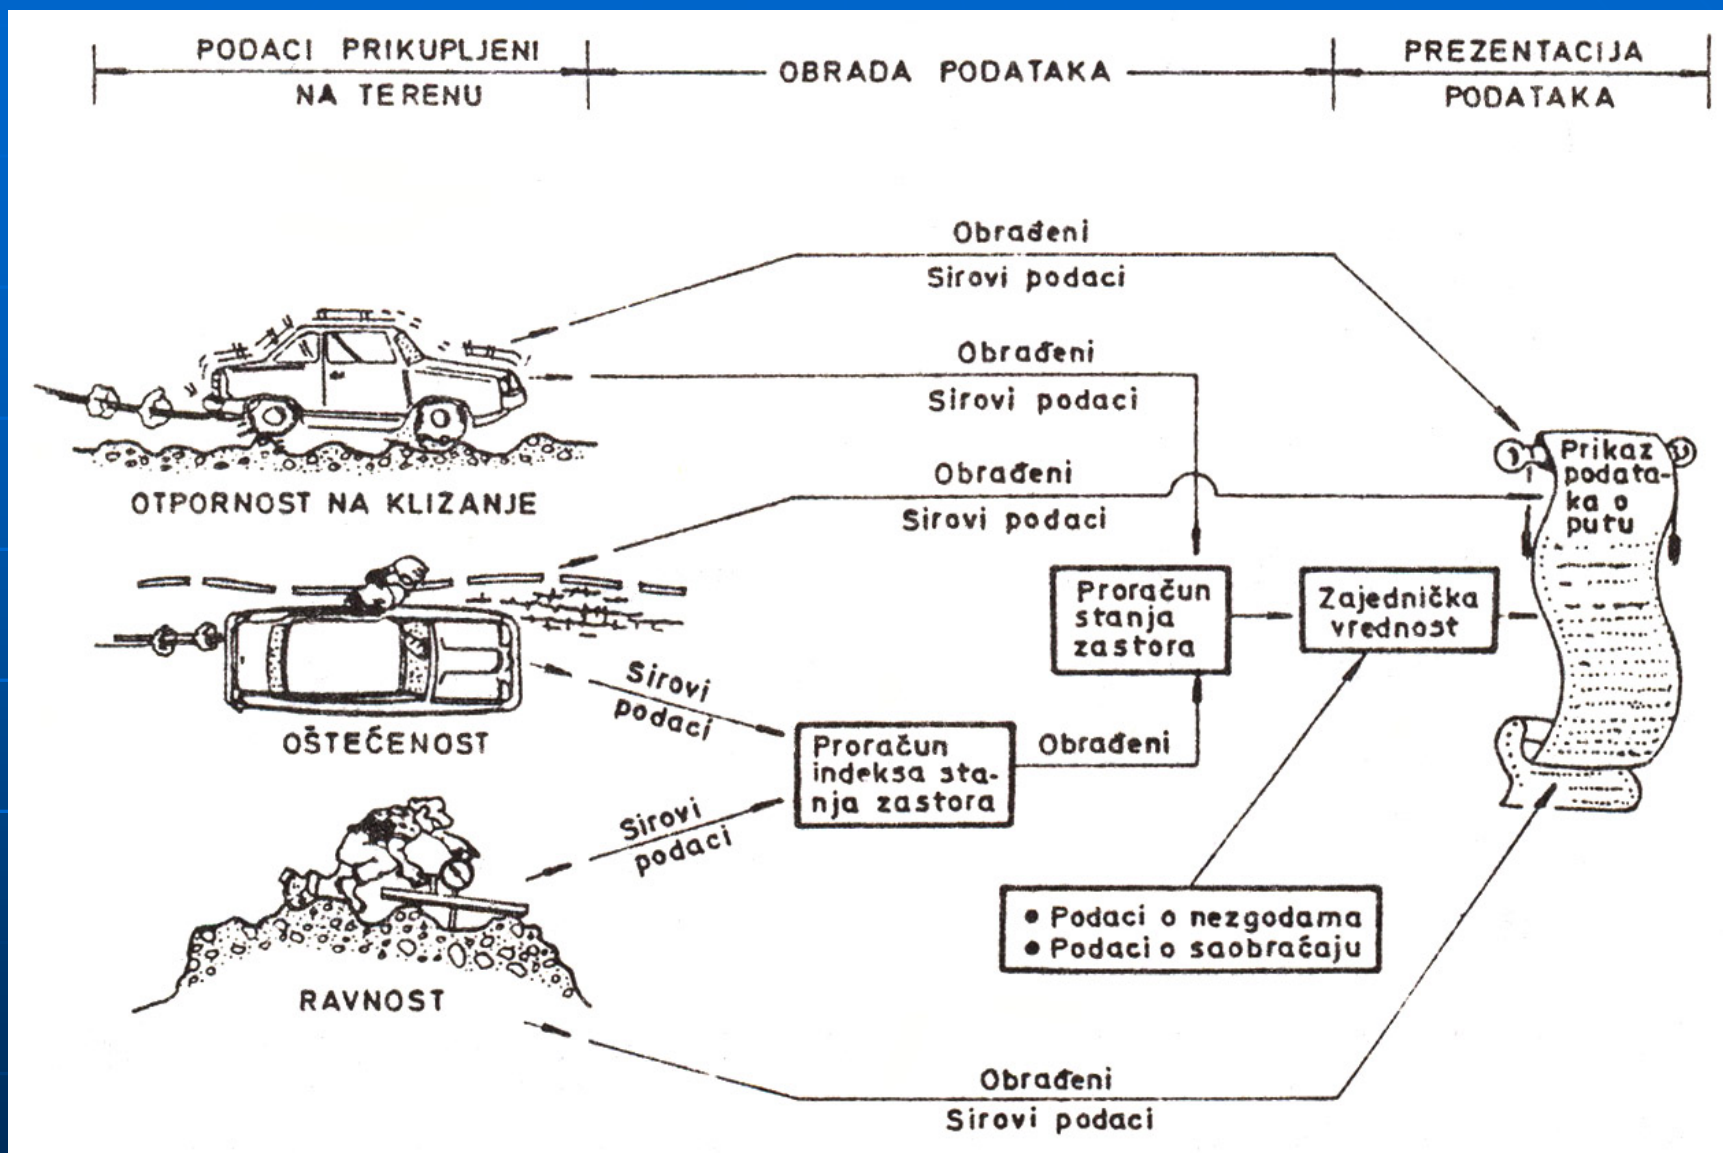 PODACI PRIKUPLJENI
NA TERENU
OBRADA PODATAKA
PREZENTACIJA
PODATAKA
Obrađeni
Sirovi podaci
Obrađeni
Sirovi podaci
OTPORNOST NA KLIZANJE
Obrađeni
Sirovi podaci
Prikaz
podata-
ka o
putu
OŠTEĆENOST
Sirovi
podaci
Proračun
stanja
zastora
Zajednička
vrednost
Proračun
indeksa sta-
nja zastora
Obrađeni
Sirovi
podaci
RAVNOST
• Podaci o nezgodama
• Podaci o saobraćaju
Obrađeni
Sirovi podaci